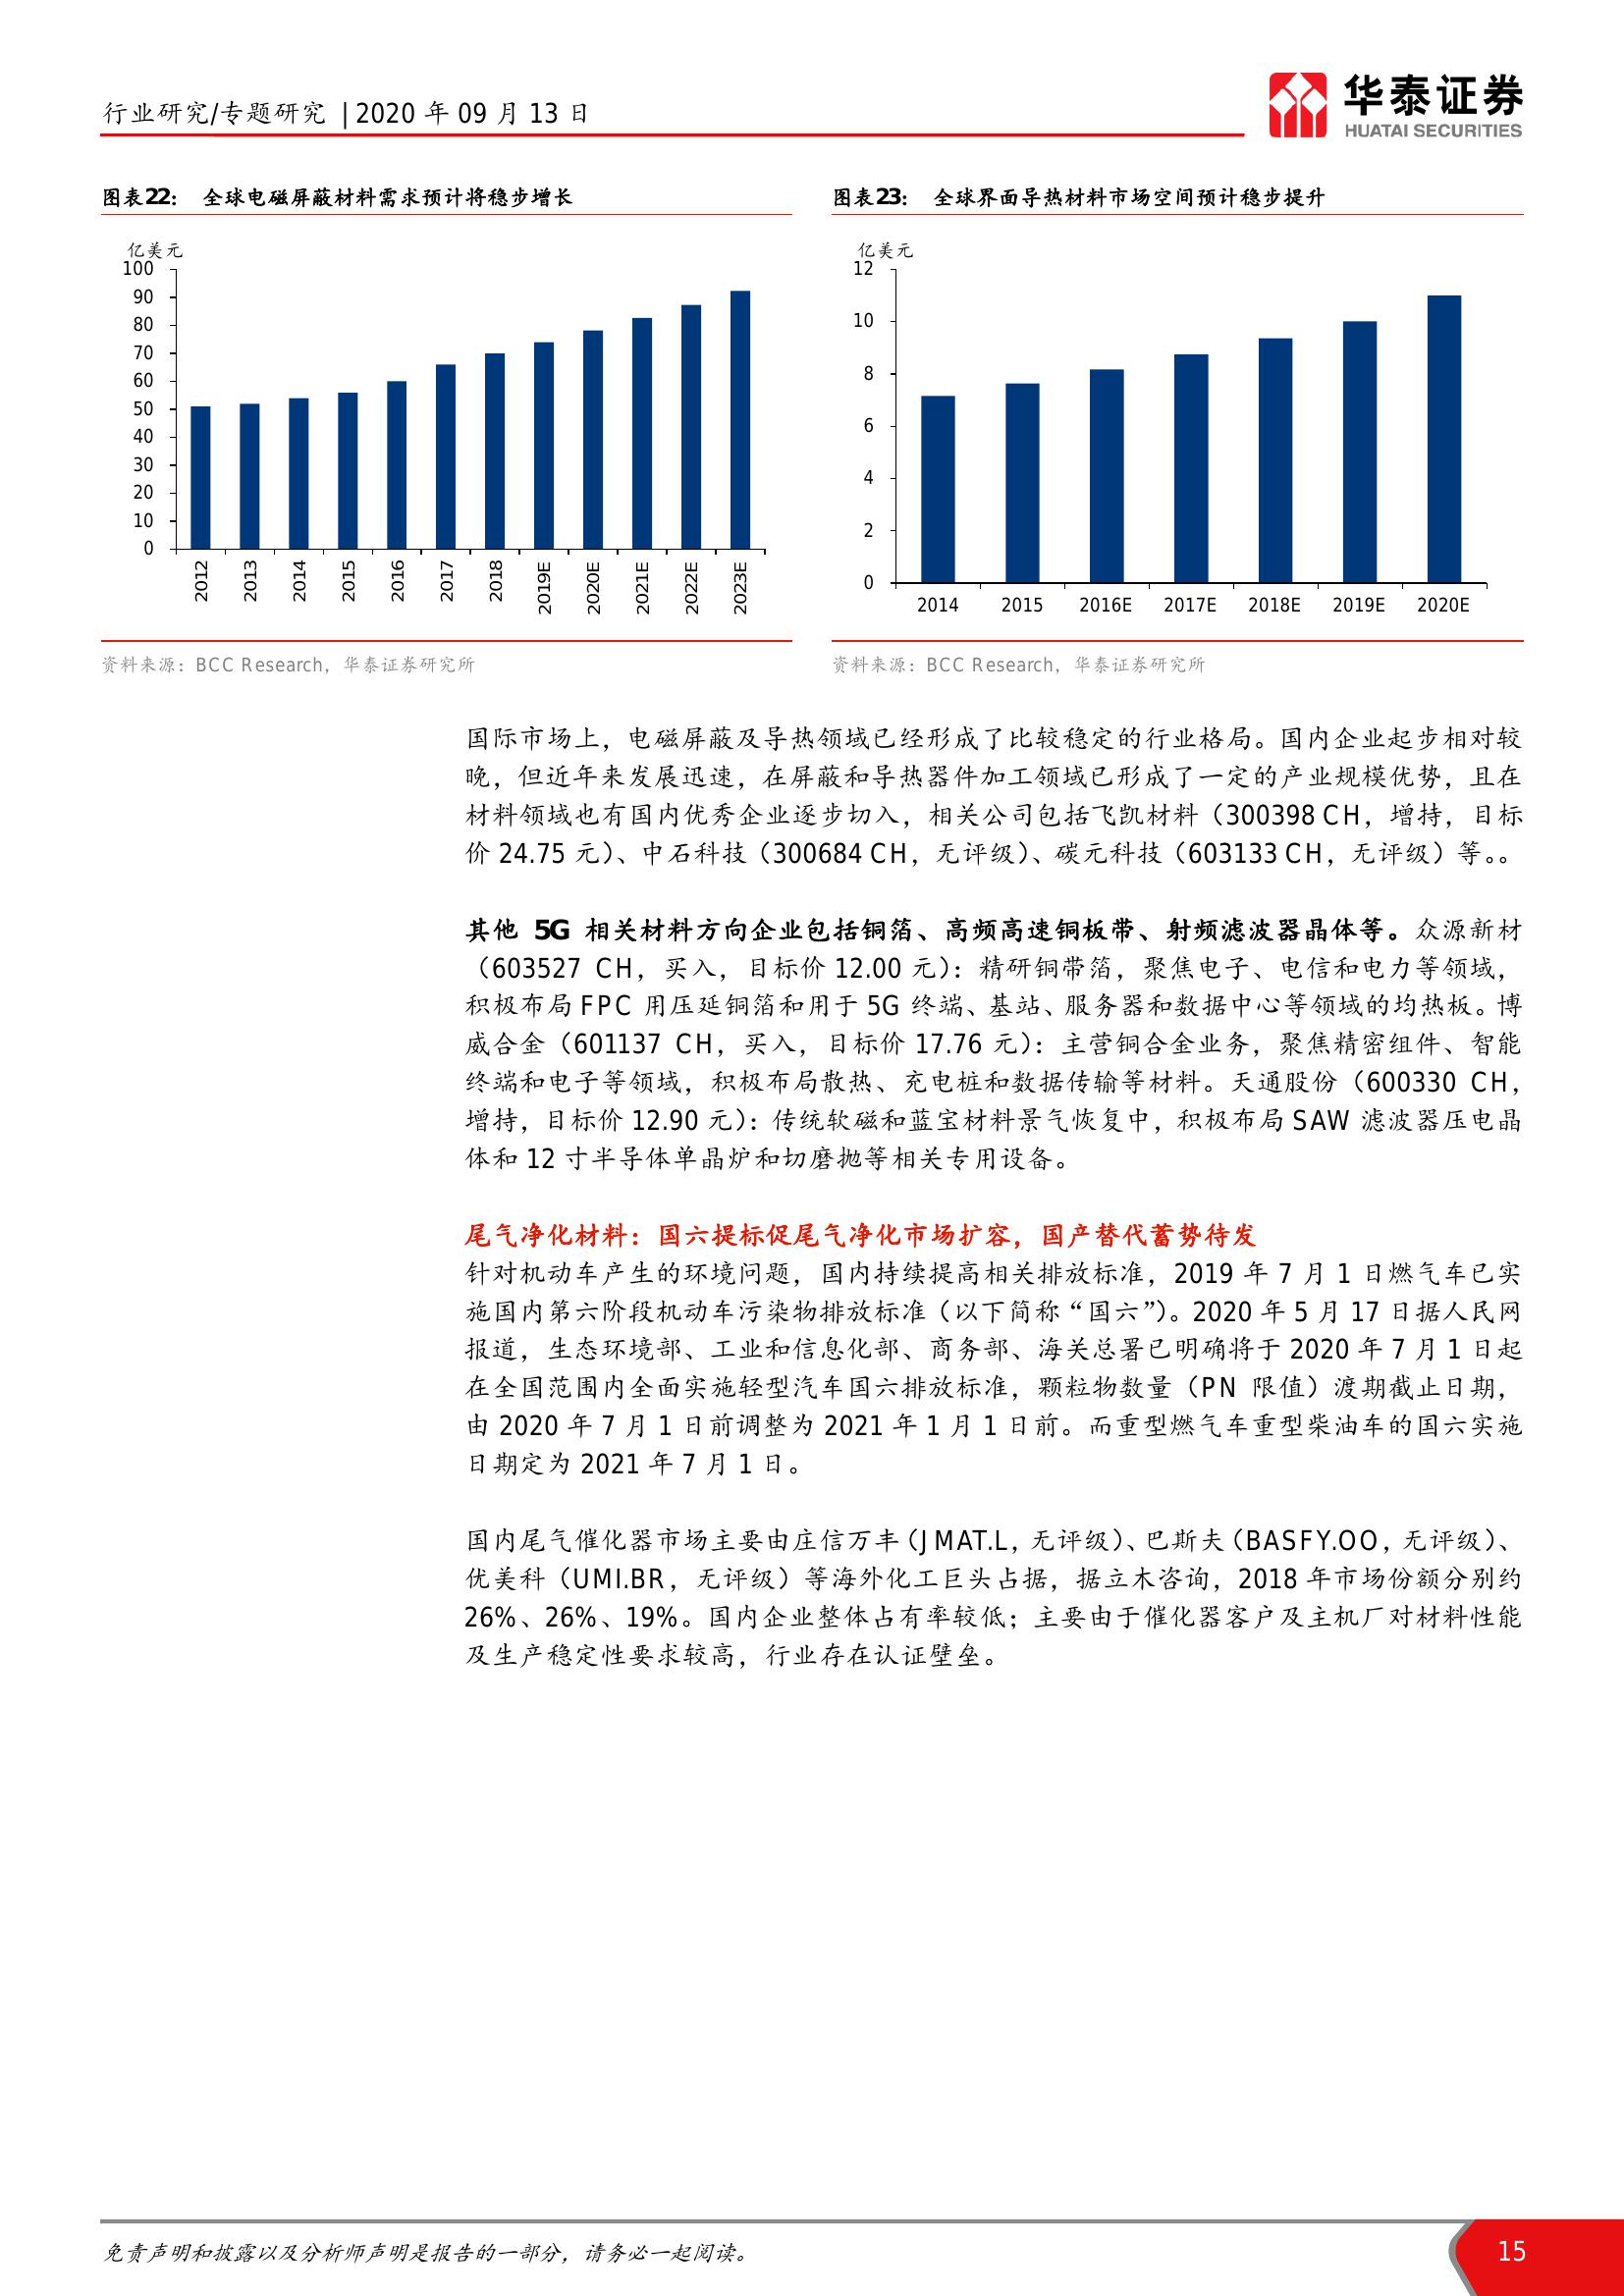 行业研究/专题研究 | 2020 年 09 月 13 日
华泰证券
HUATAI SECURITIES
图表22： 全球电磁屏蔽材料需求预计将稳步增长
亿美元
100
90
80
70
60
50
40
30
20
10
0
2012
2013
2014
2015
2016
2017
2018
2019E
2020E
2021E
2022E
2023E
资料来源：BCC Research，华泰证券研究所
图表23： 全球界面导热材料市场空间预计稳步提升
亿美元
12
10
8
6
4
2
0
2014
2015
2016E
2017E
2018E
2019E
2020E
资料来源：BCC Research，华泰证券研究所
国际市场上，电磁屏蔽及导热领域已经形成了比较稳定的行业格局。国内企业起步相对较
晚，但近年来发展迅速，在屏蔽和导热器件加工领域已形成了一定的产业规模优势，且在
材料领域也有国内优秀企业逐步切入，相关公司包括飞凯材料（300398 CH，增持，目标
价 24.75 元）、中石科技（300684 CH，无评级）、碳元科技（603133 CH，无评级）等。。
其他 5G 相关材料方向企业包括铜箔、高频高速铜板带、射频滤波器晶体等。众源新材
（603527 CH，买入，目标价 12.00 元）：精研铜带箔，聚焦电子、电信和电力等领域，
积极布局 FPC 用压延铜箔和用于 5G 终端、基站、服务器和数据中心等领域的均热板。博
威合金（601137 CH，买入，目标价 17.76 元）：主营铜合金业务，聚焦精密组件、智能
终端和电子等领域，积极布局散热、充电桩和数据传输等材料。天通股份（600330 CH，
增持，目标价 12.90 元）：传统软磁和蓝宝材料景气恢复中，积极布局 SAW 滤波器压电晶
体和 12 寸半导体单晶炉和切磨抛等相关专用设备。
尾气净化材料：国六提标促尾气净化市场扩容，国产替代蓄势待发
针对机动车产生的环境问题，国内持续提高相关排放标准，2019 年 7 月 1 日燃气车已实
施国内第六阶段机动车污染物排放标准（以下简称“国六”）。2020 年 5 月 17 日据人民网
报道，生态环境部、工业和信息化部、商务部、海关总署已明确将于 2020 年 7 月 1 日起
在全国范围内全面实施轻型汽车国六排放标准，颗粒物数量（PN 限值）渡期截止日期，
由 2020 年 7 月 1 日前调整为 2021 年 1 月 1 日前。而重型燃气车重型柴油车的国六实施
日期定为 2021 年 7 月 1 日。
国内尾气催化器市场主要由庄信万丰（JMAT.L，无评级）、巴斯夫（BASFY.OO，无评级）、
优美科（UMI.BR，无评级）等海外化工巨头占据，据立木咨询，2018 年市场份额分别约
26%、26%、19%。国内企业整体占有率较低；主要由于催化器客户及主机厂对材料性能
及生产稳定性要求较高，行业存在认证壁垒。
免责声明和披露以及分析师声明是报告的一部分，请务必一起阅读。
15